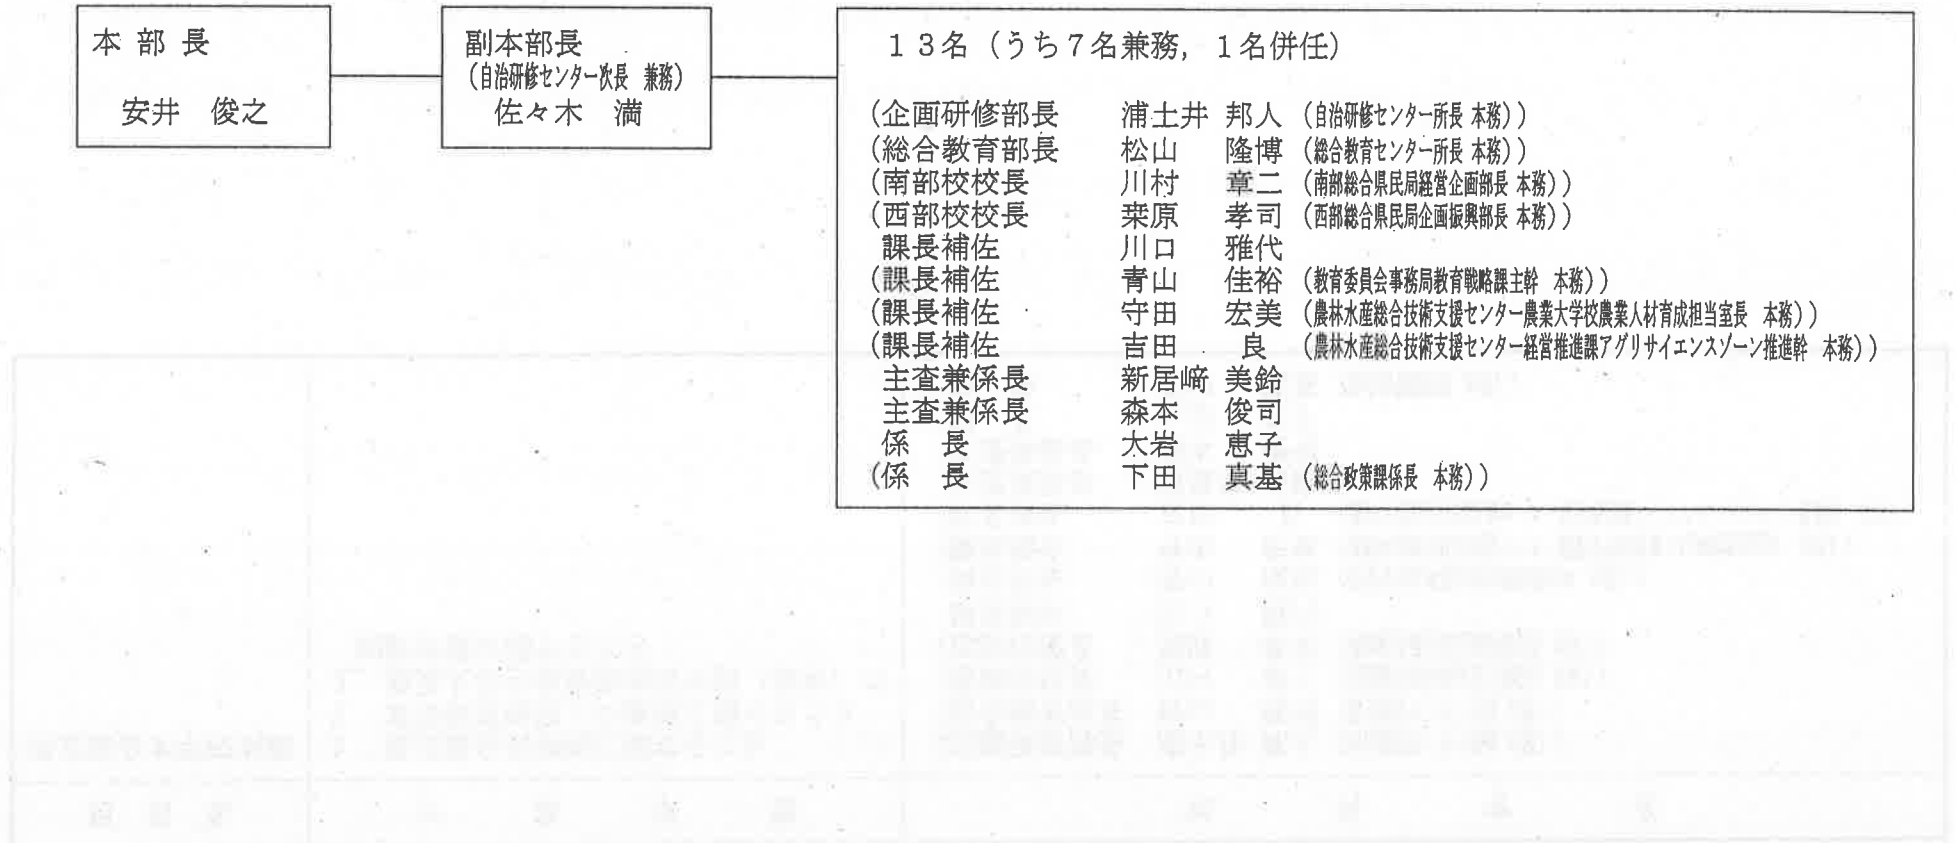 本部長
安井 俊之
副本部長
(自治研修センター次長 兼務)
佐々木 満
13名(うち7名兼務,1名併任)
(企画研修部長 浦土井 邦人 (自治研修センター所長 本務))
(総合教育部長 松山 隆博 (総合教育センター所長 本務))
(南部校校長 川村 章二 (南部総合県民局経営企画部長 本務))
(西部校校長 栞原 孝司 (西部総合県民局企画振興部長 本務))
課長補佐 川口 雅代
(課長補佐 青山 佳裕 (教育委員会事務局教育戦略課主幹 本務))
(課長補佐 守田 宏美 (農林水産総合技術支援センター農業大学校農業人材育成担当室長 本務))
(課長補佐 吉田 良 (農林水産総合技術支援センター経営推進課アグリサイエンスゾーン推進幹 本務))
主査兼係長 新居﨑 美鈴
主査兼係長 森本 俊司
係長 大岩 恵子
(係長 下田 真基 (総合政策課係長 本務))